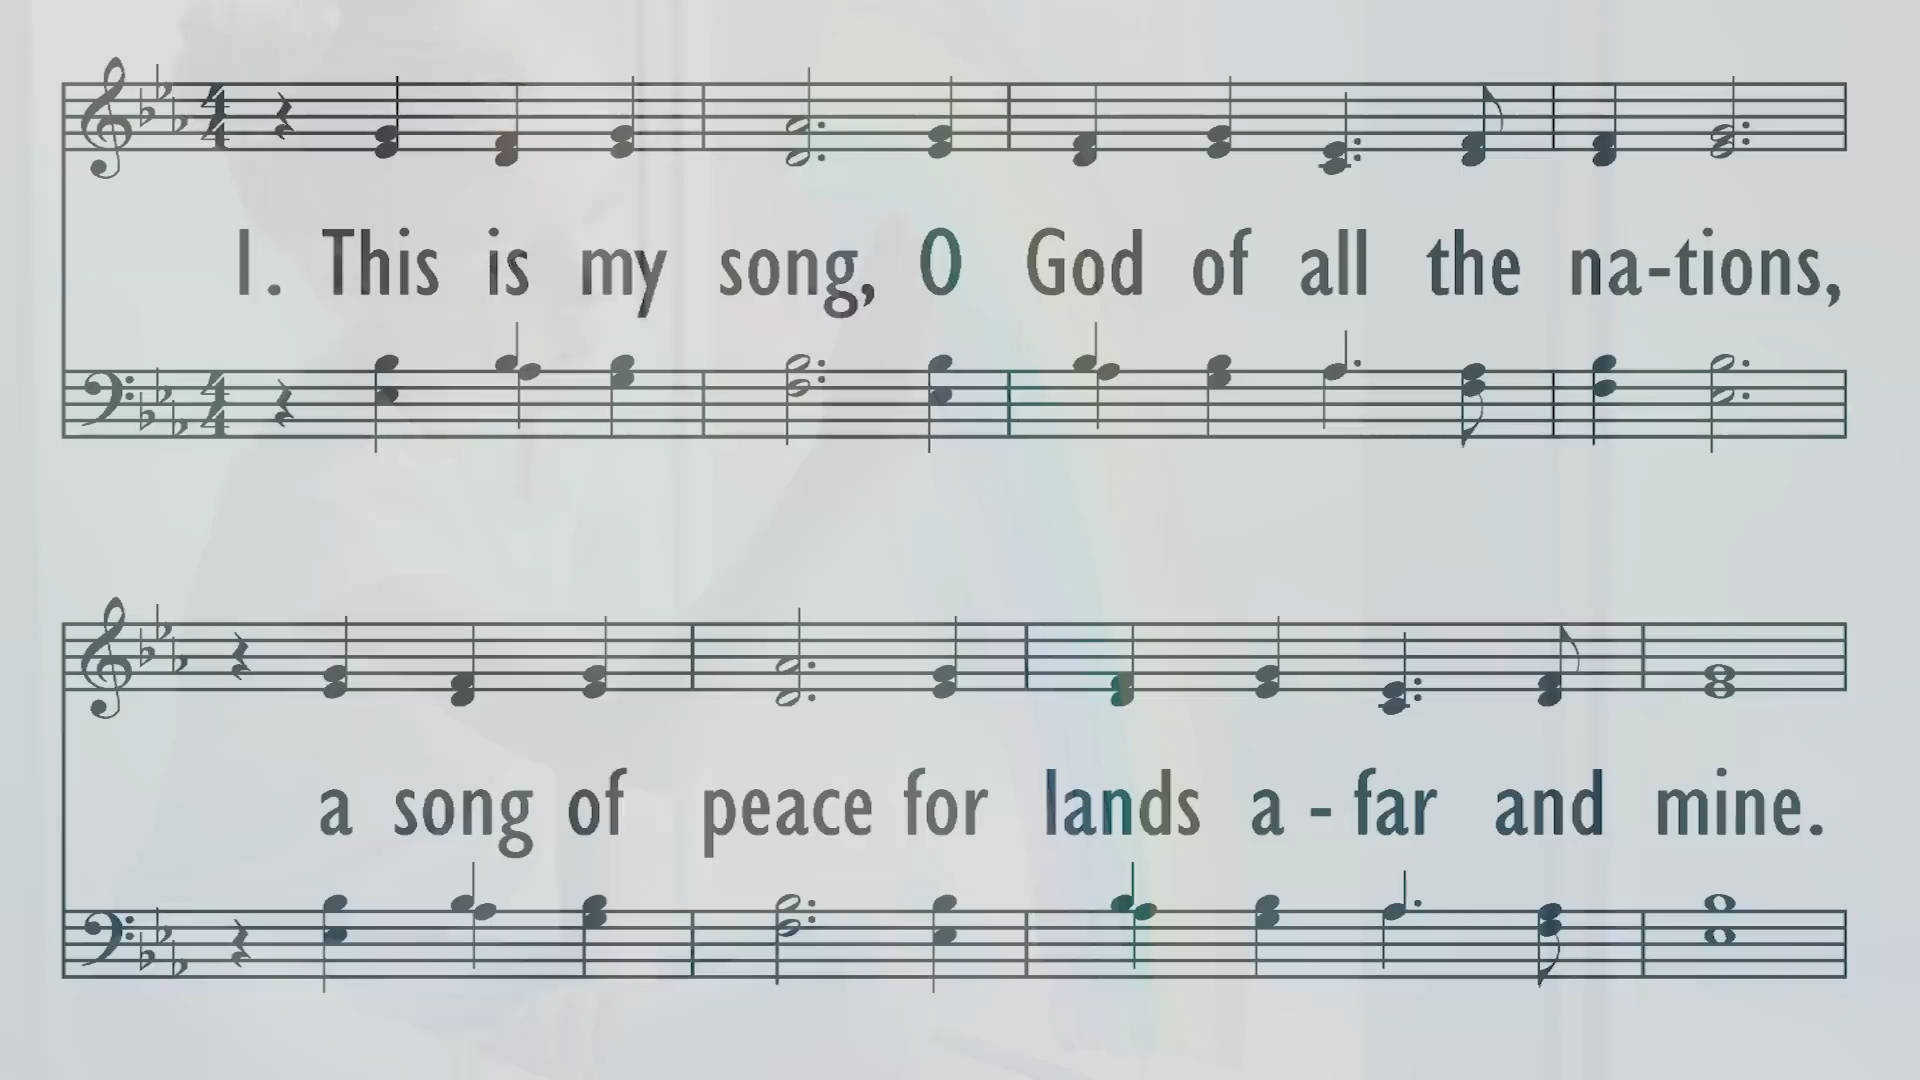 1. This is my song, O God of all the na-tions,
a song of peace for lands a - far and mine.